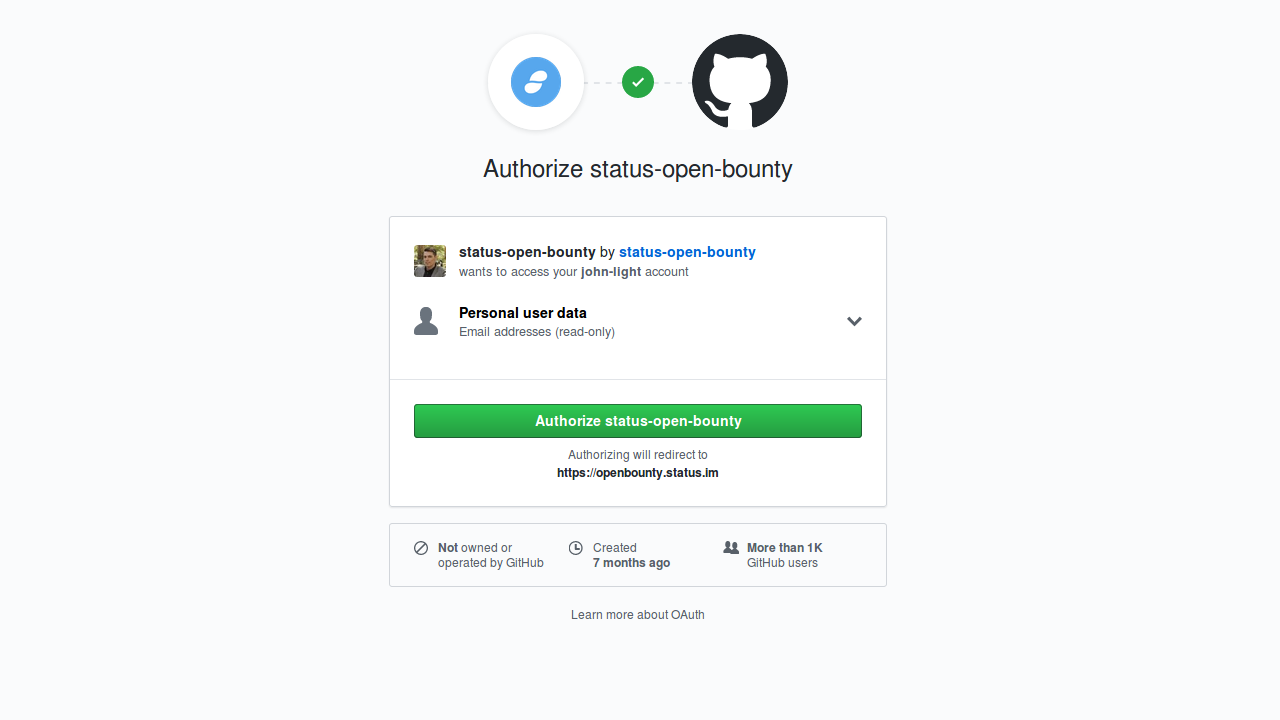 Authorize status-open-bounty
status-open-bounty by status-open-bounty
wants to access your john-light account
Personal user data
Email addresses (read-only)
Authorize status-open-bounty
Authorizing will redirect to
https://openbounty.status.im
Not owned or
operated by GitHub
Created
7 months ago
More than 1K
GitHub users
Learn more about OAuth